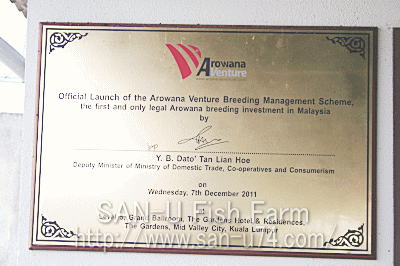 Arowana
Venture
Official Launch of the Arowana Venture Breeding Management Scheme,
the first and only legal Arowana breeding investment in Malaysia
by
Y. B. Dato' Tan Lian Hoe
Deputy Minister of Ministry of Domestic Trade, Co-operatives and Consumerism
on
Wednesday, 7th December 2011
at
SAN-U Fish Farm
Grand Ballroom, The Gardens Hotel & Residences,
The Gardens, Mid Valley City, Kuala Lumpur
http://www.san-u74.com/